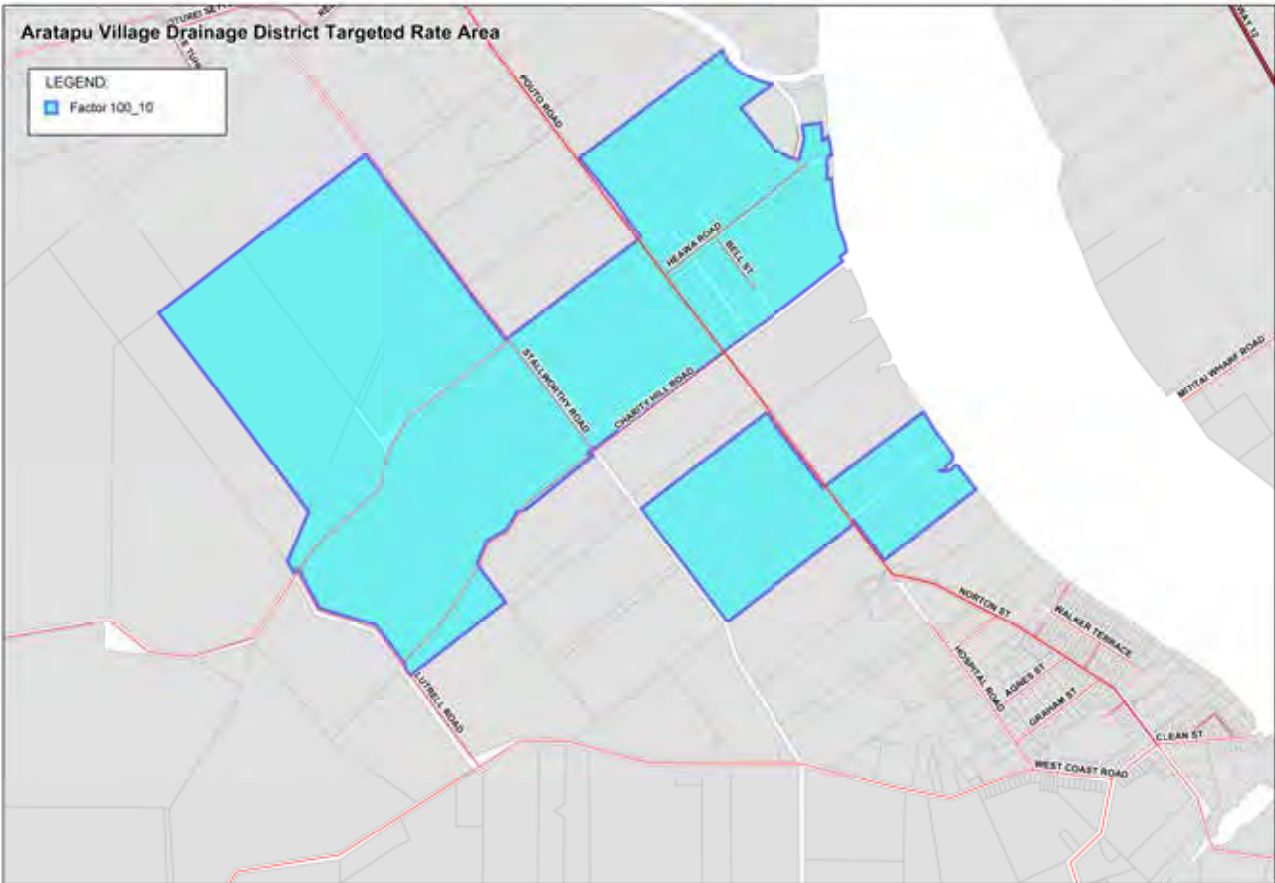 Aratapu Village Drainage District Targeted Rate Area
LEGEND:
Factor 100_10
POUTO ROAD
HEAWA ROAD
BELL ST
STALLWORTHY ROAD
CHARITY HILL ROAD
MITITAI WHARF ROAD
NORTON ST
WALKER TERRACE
HOSPITAL ROAD
AGNES ST
GRAHAM ST
LUTRELL ROAD
CLEAN ST
WEST COAST ROAD